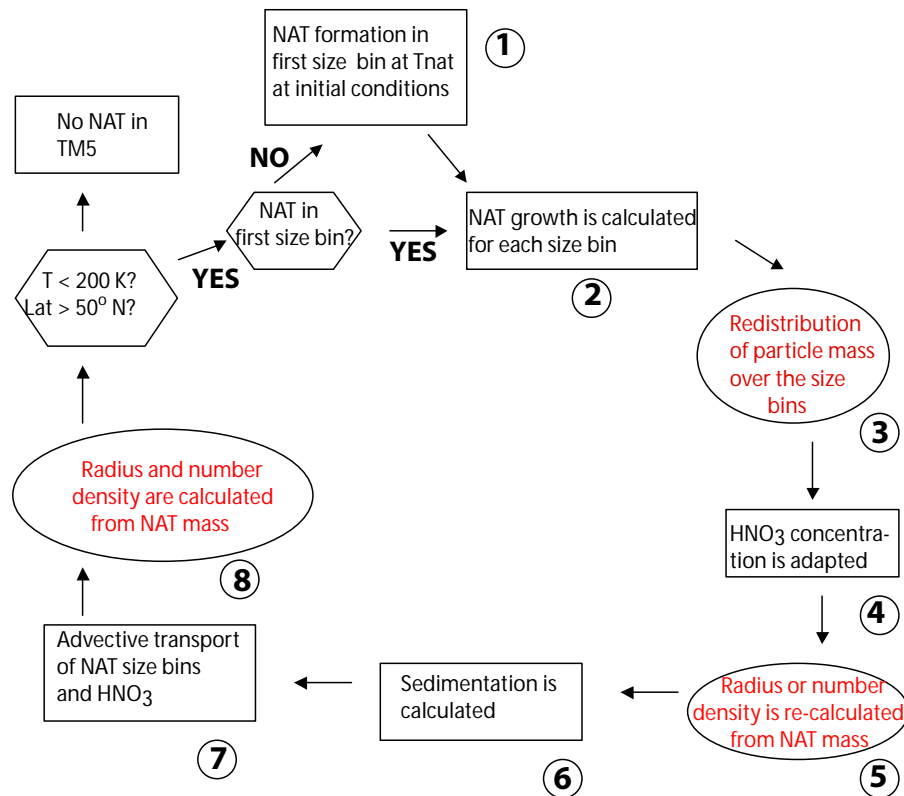 NAT formation in
first size bin at Tnat
at initial conditions
1
No NAT in
TM5
NO
NAT in
first size bin?
YES
YES
NAT growth is calculated
for each size bin
2
T < 200 K?
Lat > 50o N?
Redistribution
of particle mass
over the size
bins
3
Radius and number
density are calculated
from NAT mass
8
HNO3 concentra-
tion is adapted
4
Advective transport
of NAT size bins
and HNO3
7
Sedimentation is
calculated
6
Radius or number
density is re-calculated
from NAT mass
5